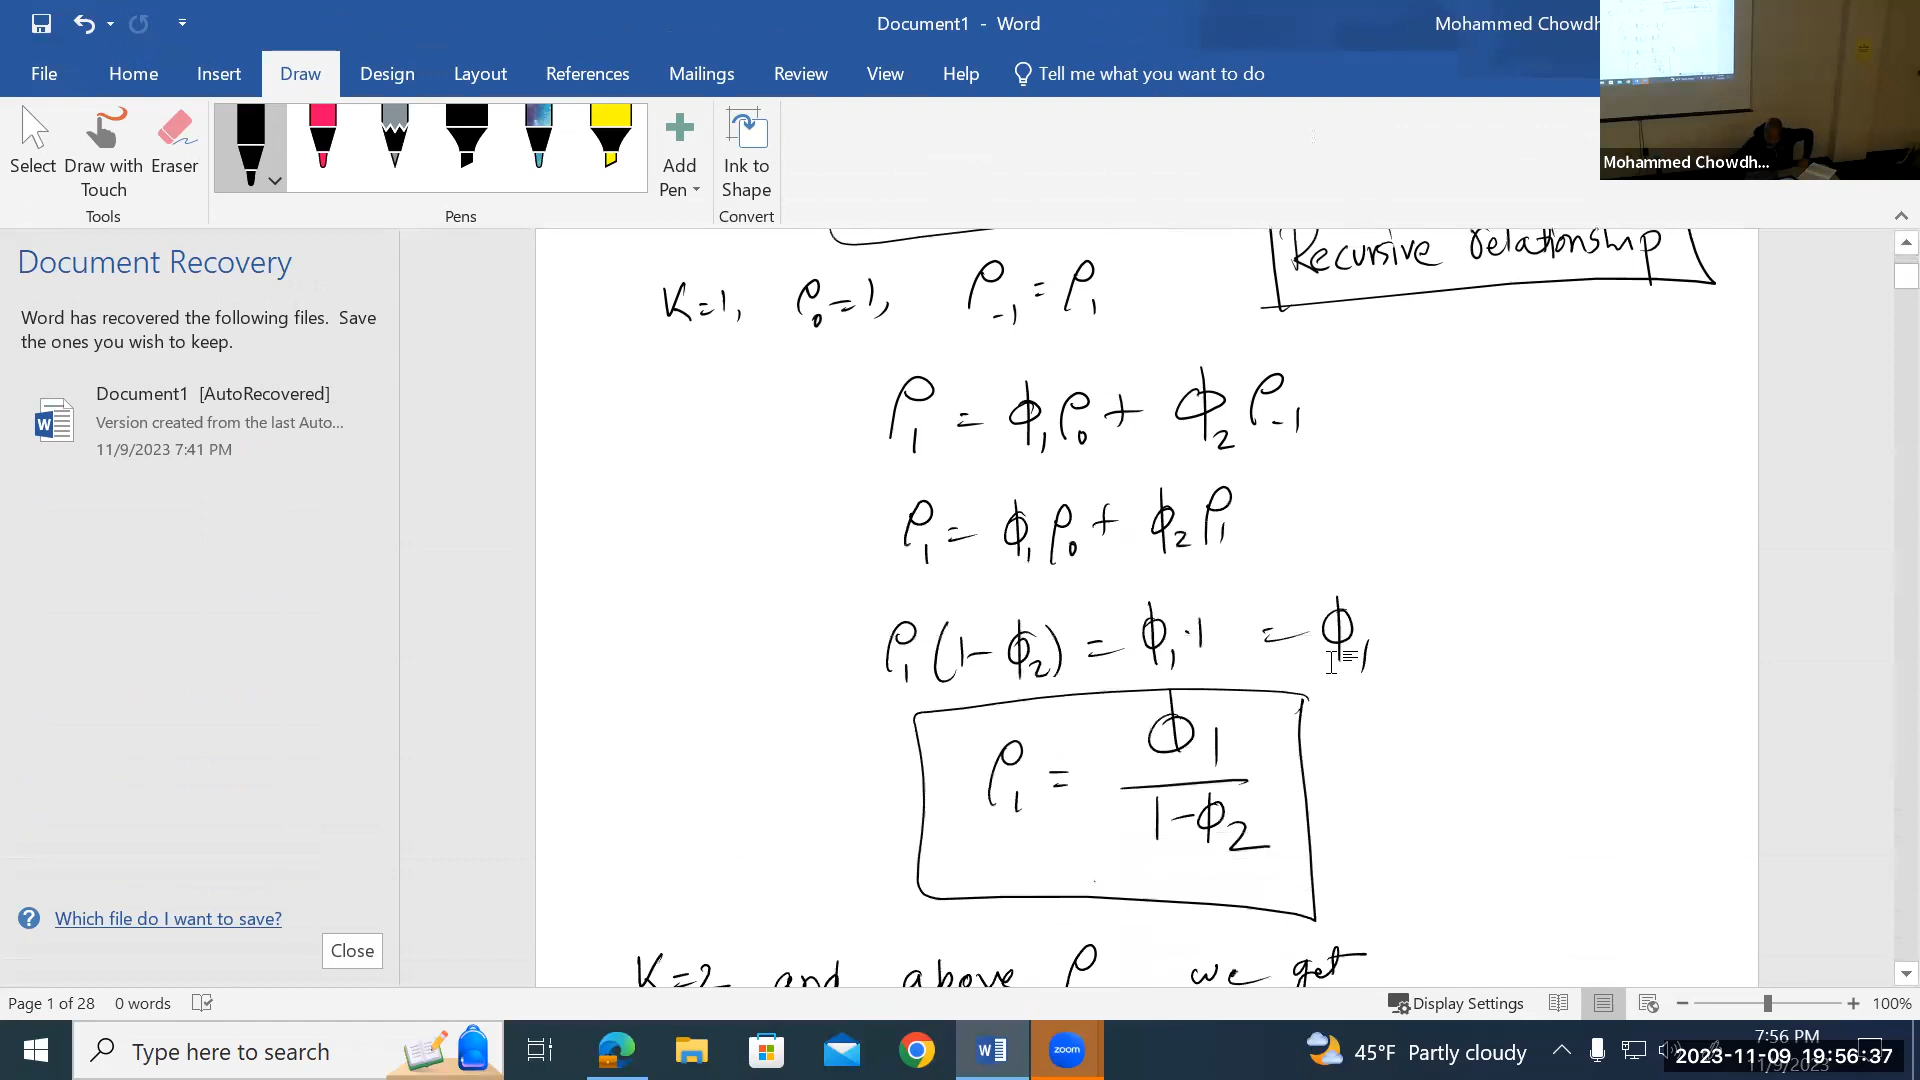 Document1 - Word
Mohammed Chowdh
File Home Insert Draw Design Layout References Mailings Review View Help Tell me what you want to do
Select Draw with Touch Eraser Add Pen Ink to Shape
Tools Pens Convert
Mohammed Chowdh...
Document Recovery
Word has recovered the following files. Save
the ones you wish to keep.
Document1 [AutoRecovered]
Version created from the last Auto...
11/9/2023 7:41 PM
Which file do I want to save?
Close
Recursive relationship
K=1, ρ₀=1, ρ₋₁=ρ₁
ρ₁ = ϕ₁ρ₀ + ϕ₂ρ₋₁
ρ₁ = ϕ₁ρ₀ + ϕ₂ρ₁
ρ₁(1-ϕ₂) = ϕ₁·1 = ϕ₁
ρ₁ = ϕ₁/(1-ϕ₂)
K=2 and above ρ we get
Page 1 of 28 0 words Display Settings 100%
Type here to search zoom 45°F Partly cloudy 7:56 PM
11/9/2023
2023-11-09 19:56:37